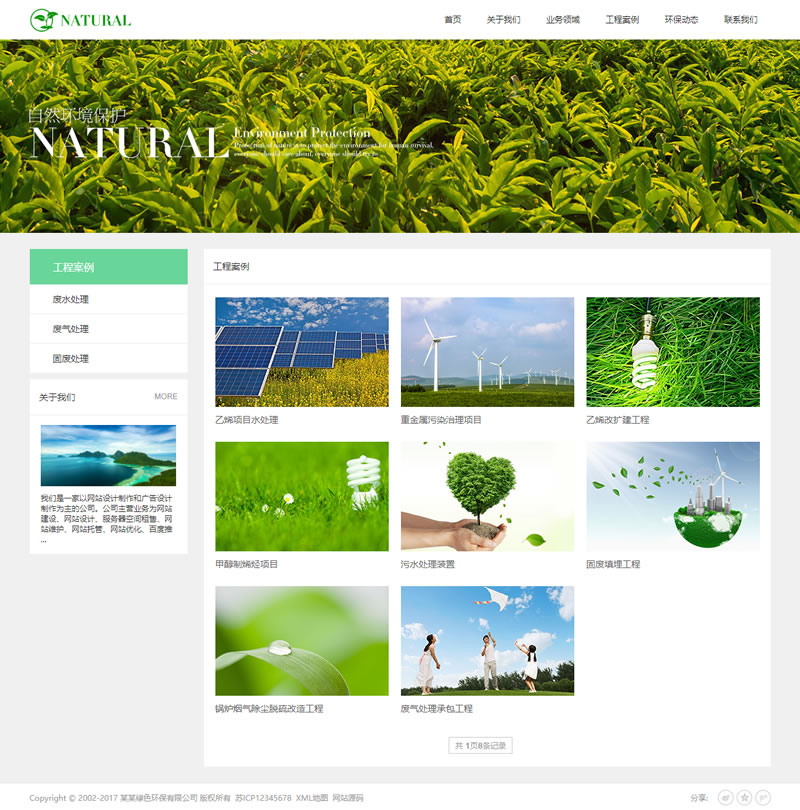 NATURAL
首页 关于我们 业务领域 工程案例 环保动态 联系我们
自然环境保护
NATURAL
Environment Protection
Protection of nature is to protect the environment for human survival,
everyone should care about, everyone should try to
工程案例
废水处理
废气处理
固废处理
关于我们 MORE
我们是一家以网站设计制作和广告设计
制作为主的公司。公司主营业务为网站
建设、网站设计、服务器空间租售、网
站维护、网站托管、网站优化、百度推
...
工程案例
乙烯项目水处理 重金属污染治理项目 乙烯改扩建工程
甲醇制烯烃项目 污水处理装置 固废填埋工程
锅炉烟气除尘脱硫改造工程 废气处理承包工程
共 1页8条记录
Copyright © 2002-2017 某某绿色环保有限公司 版权所有 苏ICP12345678 XML地图 网站源码
分享: